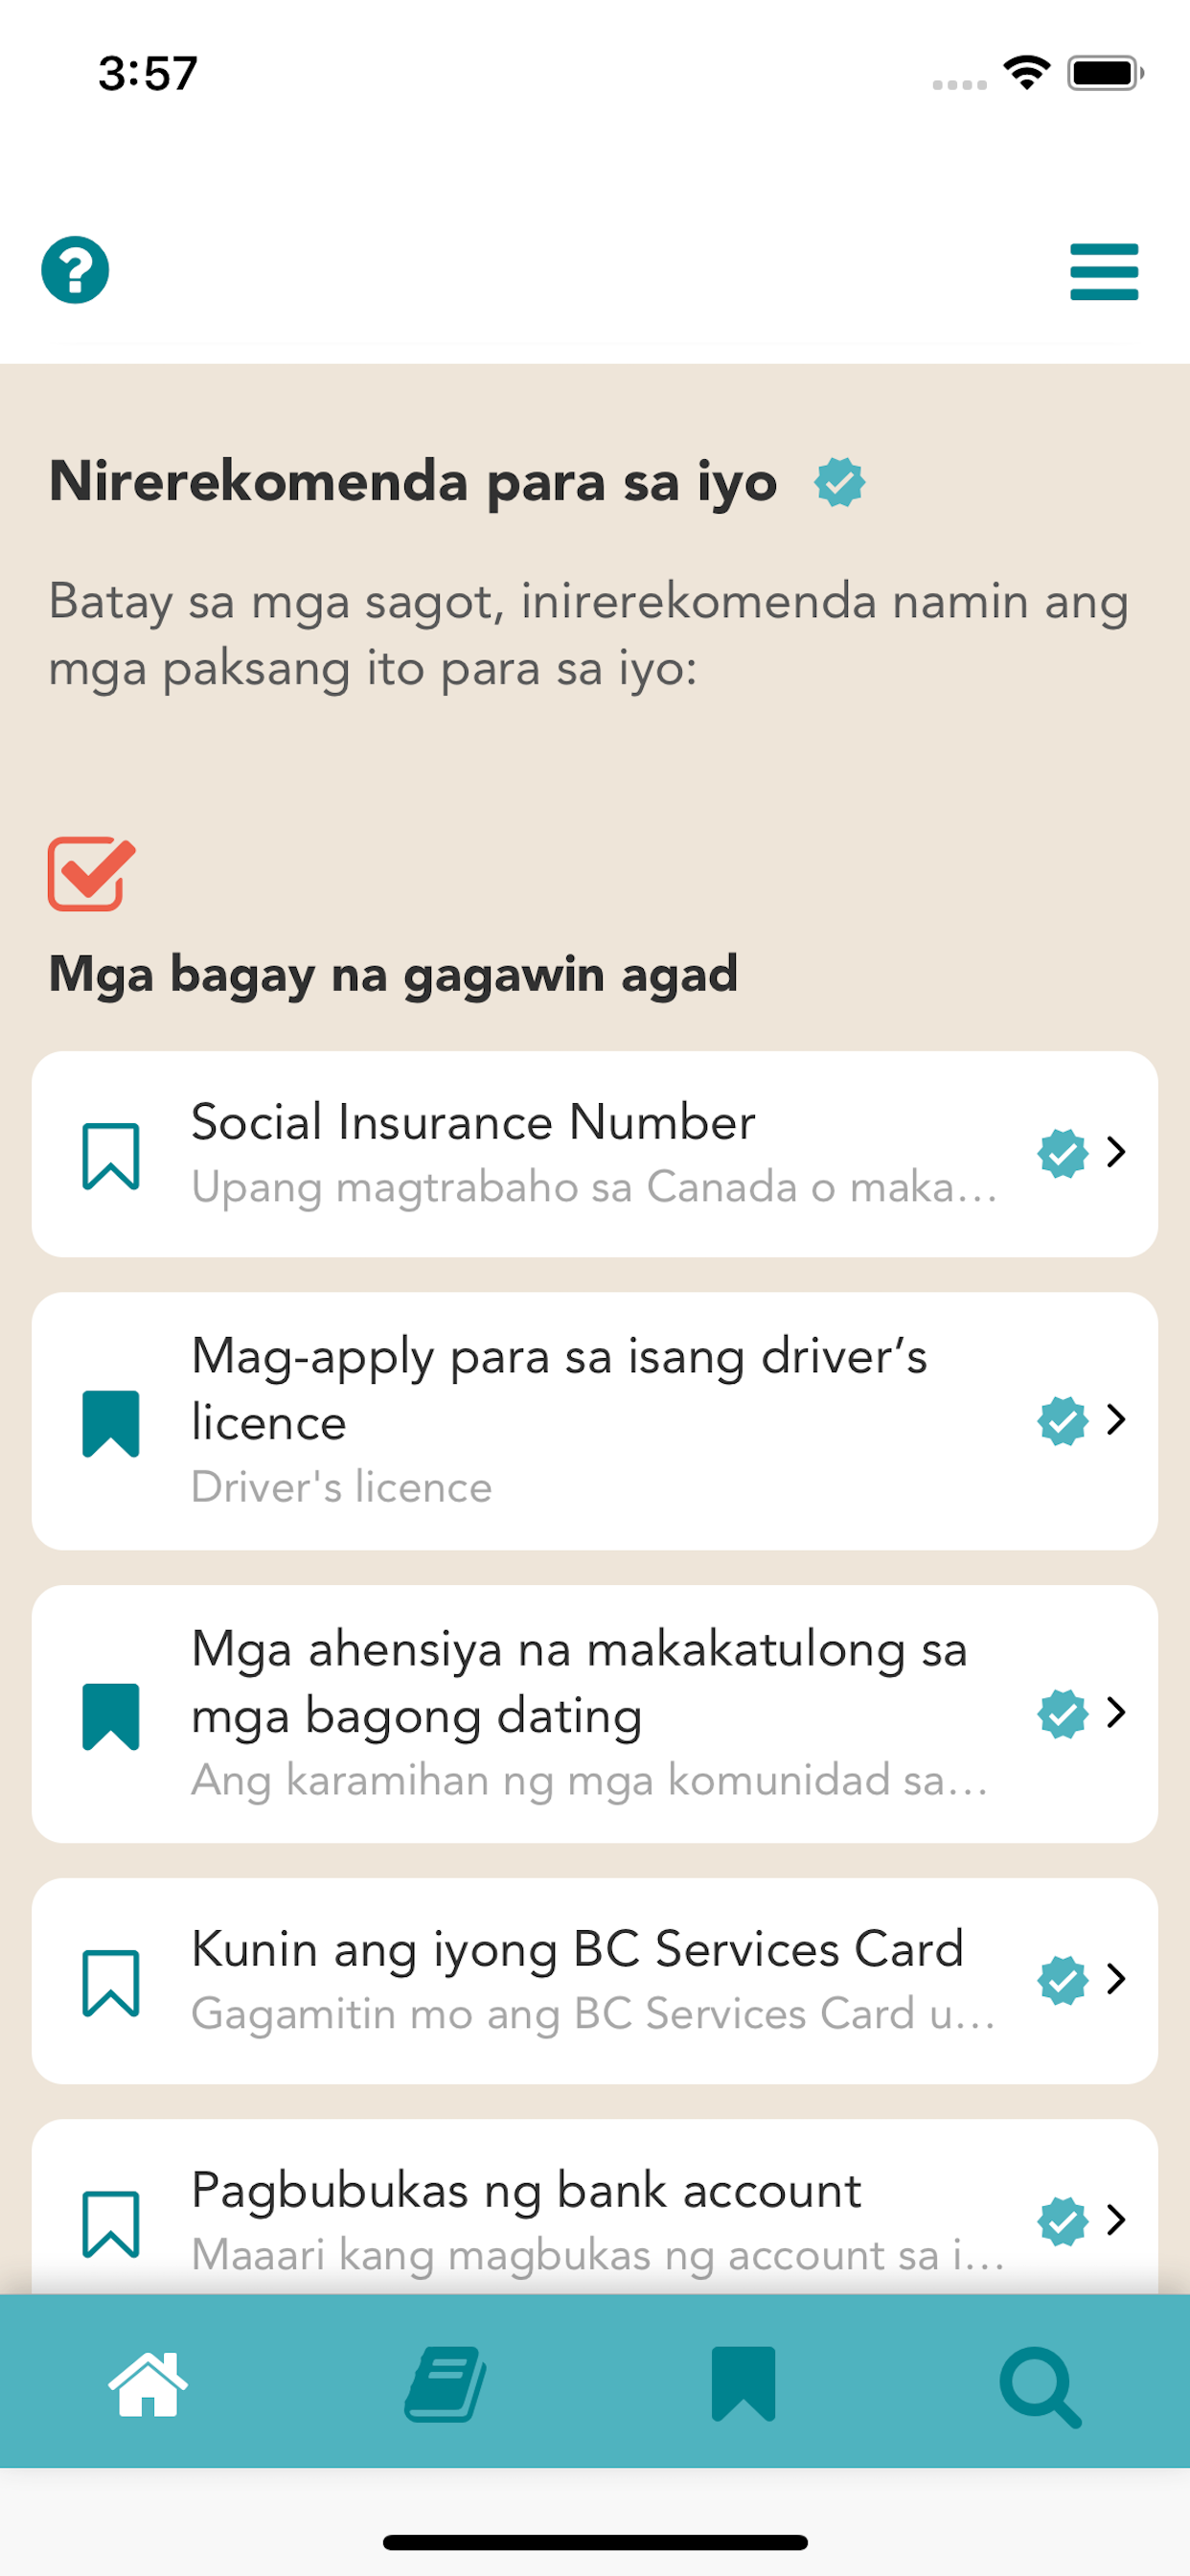 3:57
Nirerekomenda para sa iyo
Batay sa mga sagot, inirerekomenda namin ang
mga paksang ito para sa iyo:
Mga bagay na gagawin agad
Social Insurance Number
Upang magtrabaho sa Canada o maka...
Mag-apply para sa isang driver’s
licence
Driver's licence
Mga ahensiya na makakatulong sa
mga bagong dating
Ang karamihan ng mga komunidad sa...
Kunin ang iyong BC Services Card
Gagamitin mo ang BC Services Card u...
Pagbubukas ng bank account
Maaari kang magbukas ng account sa i...